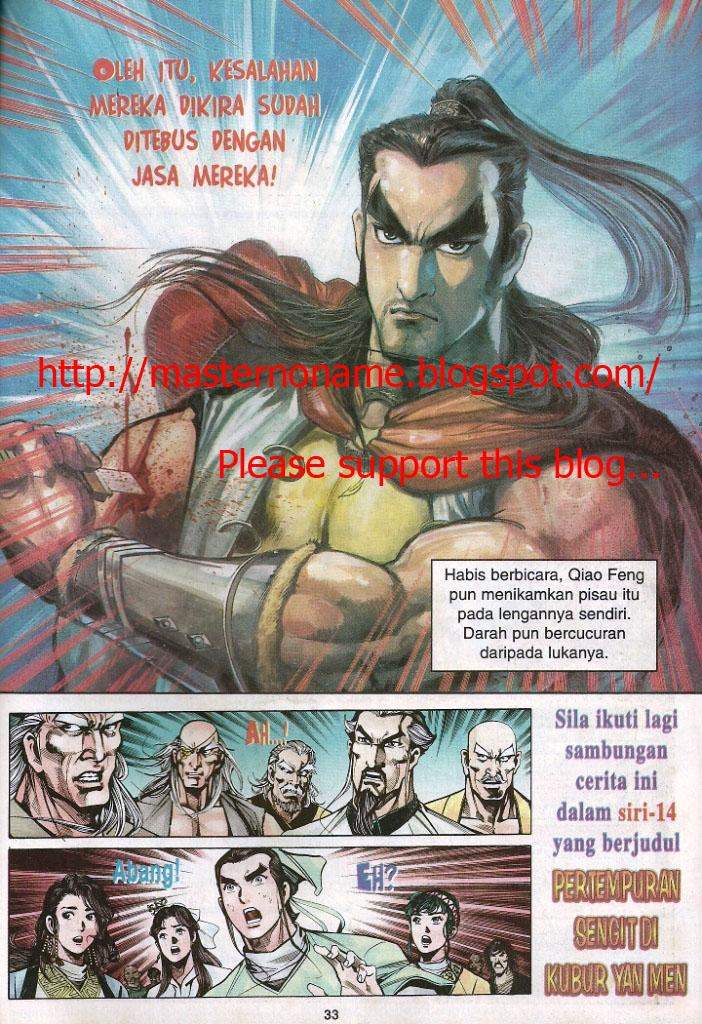 OLEH ITU, KESALAHAN
MEREKA DIKIRA SUDAH
DITEBUS DENGAN
JASA MEREKA!
http://masternoname.blogspot.com/
Please support this blog...
Habis berbicara, Qiao Feng
pun menikamkan pisau itu
pada lengannya sendiri.
Darah pun bercucuran
daripada lukanya.
AH...!
Abang!
EH?
Sila ikuti lagi
sambungan
cerita ini
dalam siri-14
yang berjudul
PERTEMPURAN
SENGIT DI
KUBUR YAN MEN
33